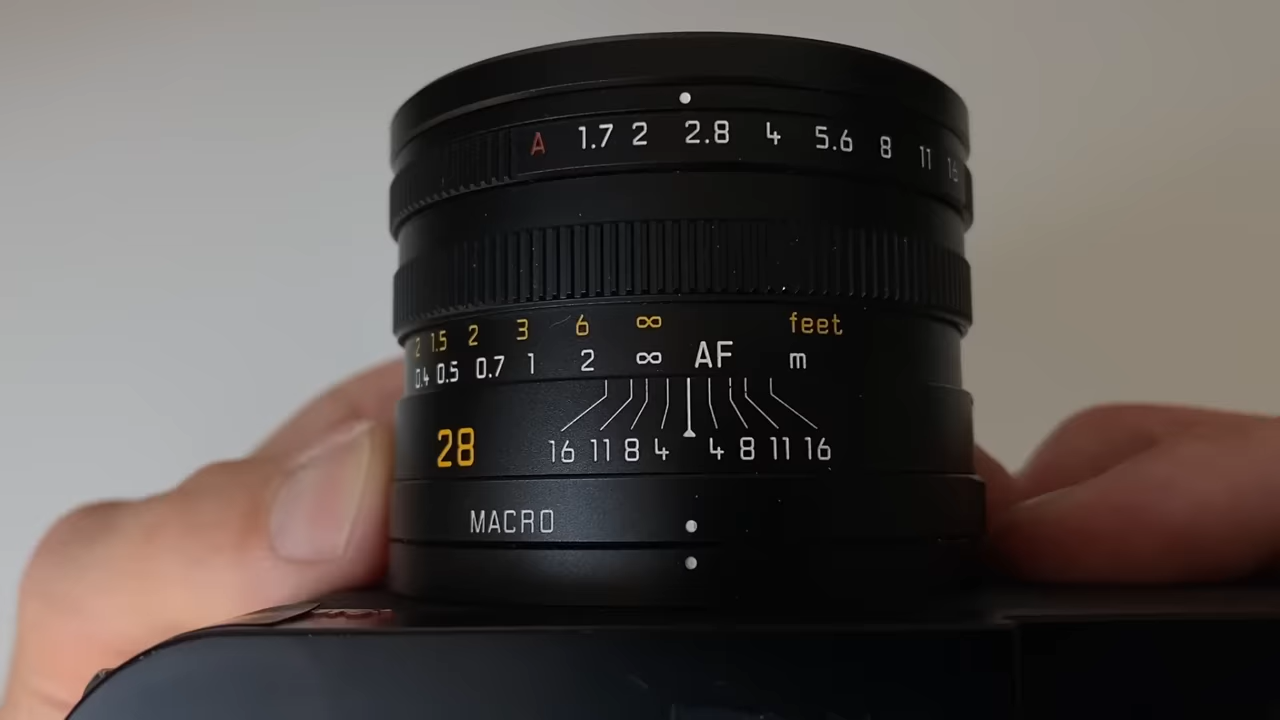 A 1.7 2 2.8 4 5.6 8 11 16
2 1.5 2 3 6 ∞ feet
0.4 0.5 0.7 1 2 ∞ AF m
28 16 11 8 4 4 8 11 16
MACRO